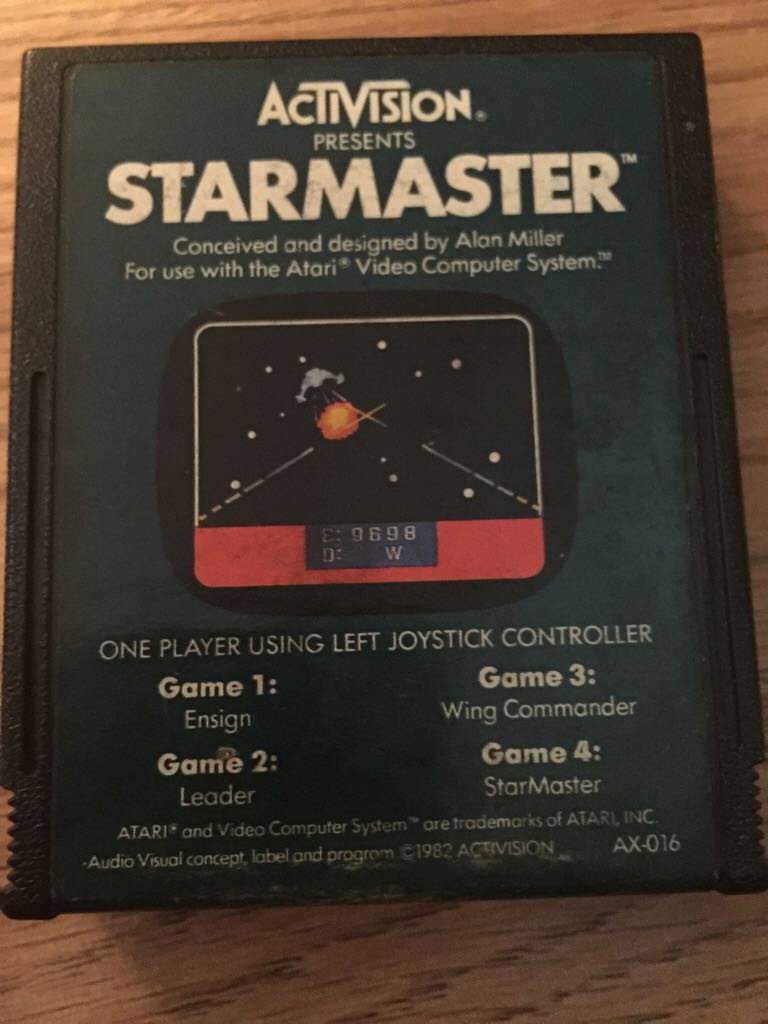 ACTIVISION®
PRESENTS
STARMASTER™
Conceived and designed by Alan Miller
For use with the Atari® Video Computer System.™
E: 9698
D: W
ONE PLAYER USING LEFT JOYSTICK CONTROLLER
Game 1:
Ensign
Game 2:
Leader
Game 3:
Wing Commander
Game 4:
StarMaster
ATARI® and Video Computer System™ are trademarks of ATARI, INC.
Audio Visual concept, label and program ©1982 ACTIVISION
AX-016